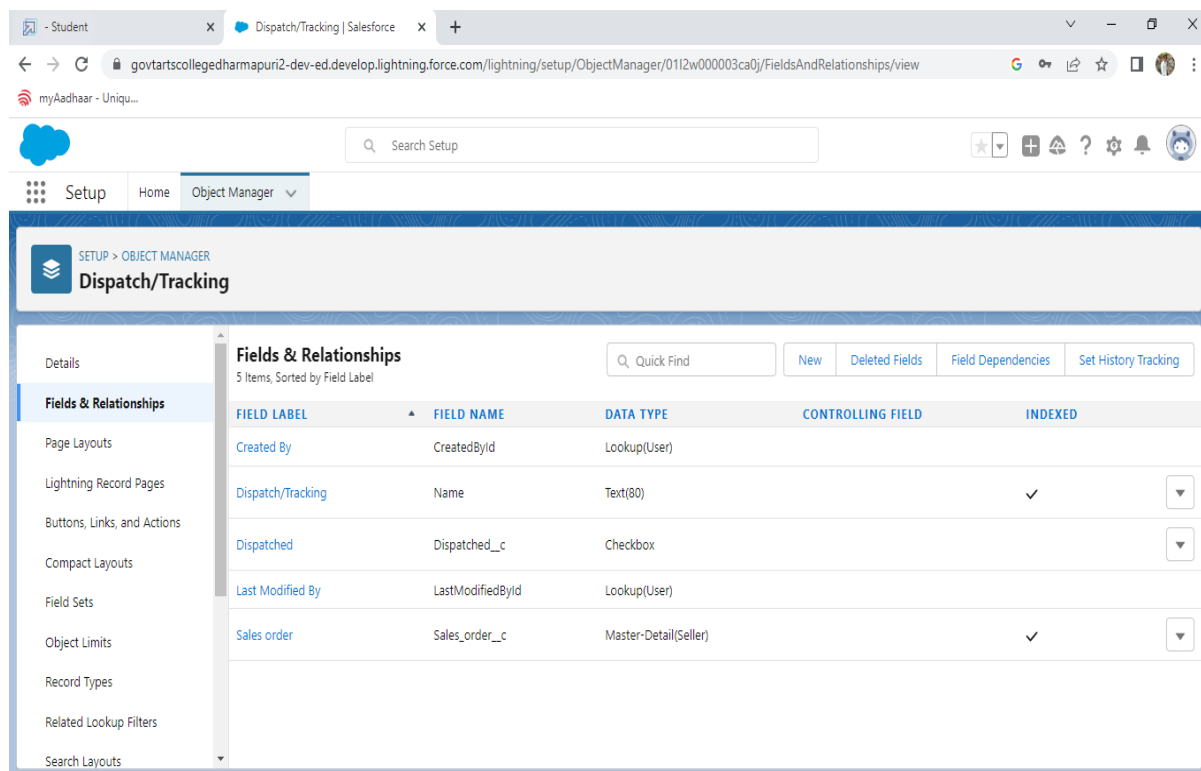 - Student
Dispatch/Tracking | Salesforce
govtartscollegedharmapuri2-dev-ed.develop.lightning.force.com/lightning/setup/ObjectManager/01I2w000003ca0j/FieldsAndRelationships/view
myAadhaar - Uniqu...
Search Setup
Setup Home Object Manager
SETUP > OBJECT MANAGER
Dispatch/Tracking
Details
Fields & Relationships
Page Layouts
Lightning Record Pages
Buttons, Links, and Actions
Compact Layouts
Field Sets
Object Limits
Record Types
Related Lookup Filters
Search Layouts
Fields & Relationships
5 Items, Sorted by Field Label
Quick Find New Deleted Fields Field Dependencies Set History Tracking
FIELD LABEL FIELD NAME DATA TYPE CONTROLLING FIELD INDEXED
Created By CreatedById Lookup(User)
Dispatch/Tracking Name Text(80)
Dispatched Dispatched__c Checkbox
Last Modified By LastModifiedById Lookup(User)
Sales order Sales_order__c Master-Detail(Seller)